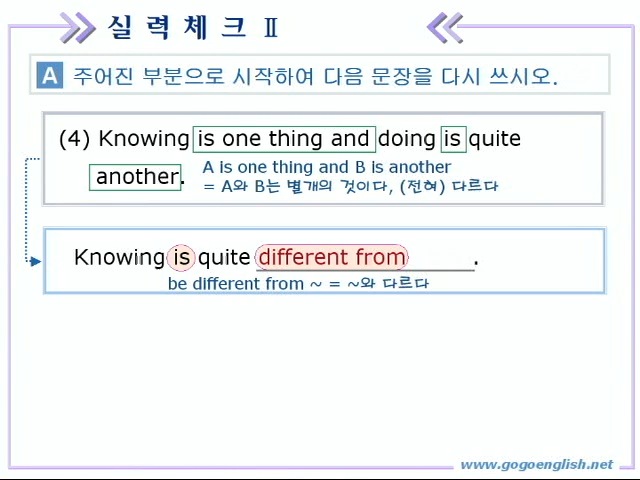 실력체크 Ⅱ
A 주어진 부분으로 시작하여 다음 문장을 다시 쓰시오.
(4) Knowing is one thing and doing is quite
another.
A is one thing and B is another
= A와 B는 별개의 것이다, (전혀) 다르다
Knowing is quite different from .
be different from ~ = ~와 다르다
www.gogoenglish.net